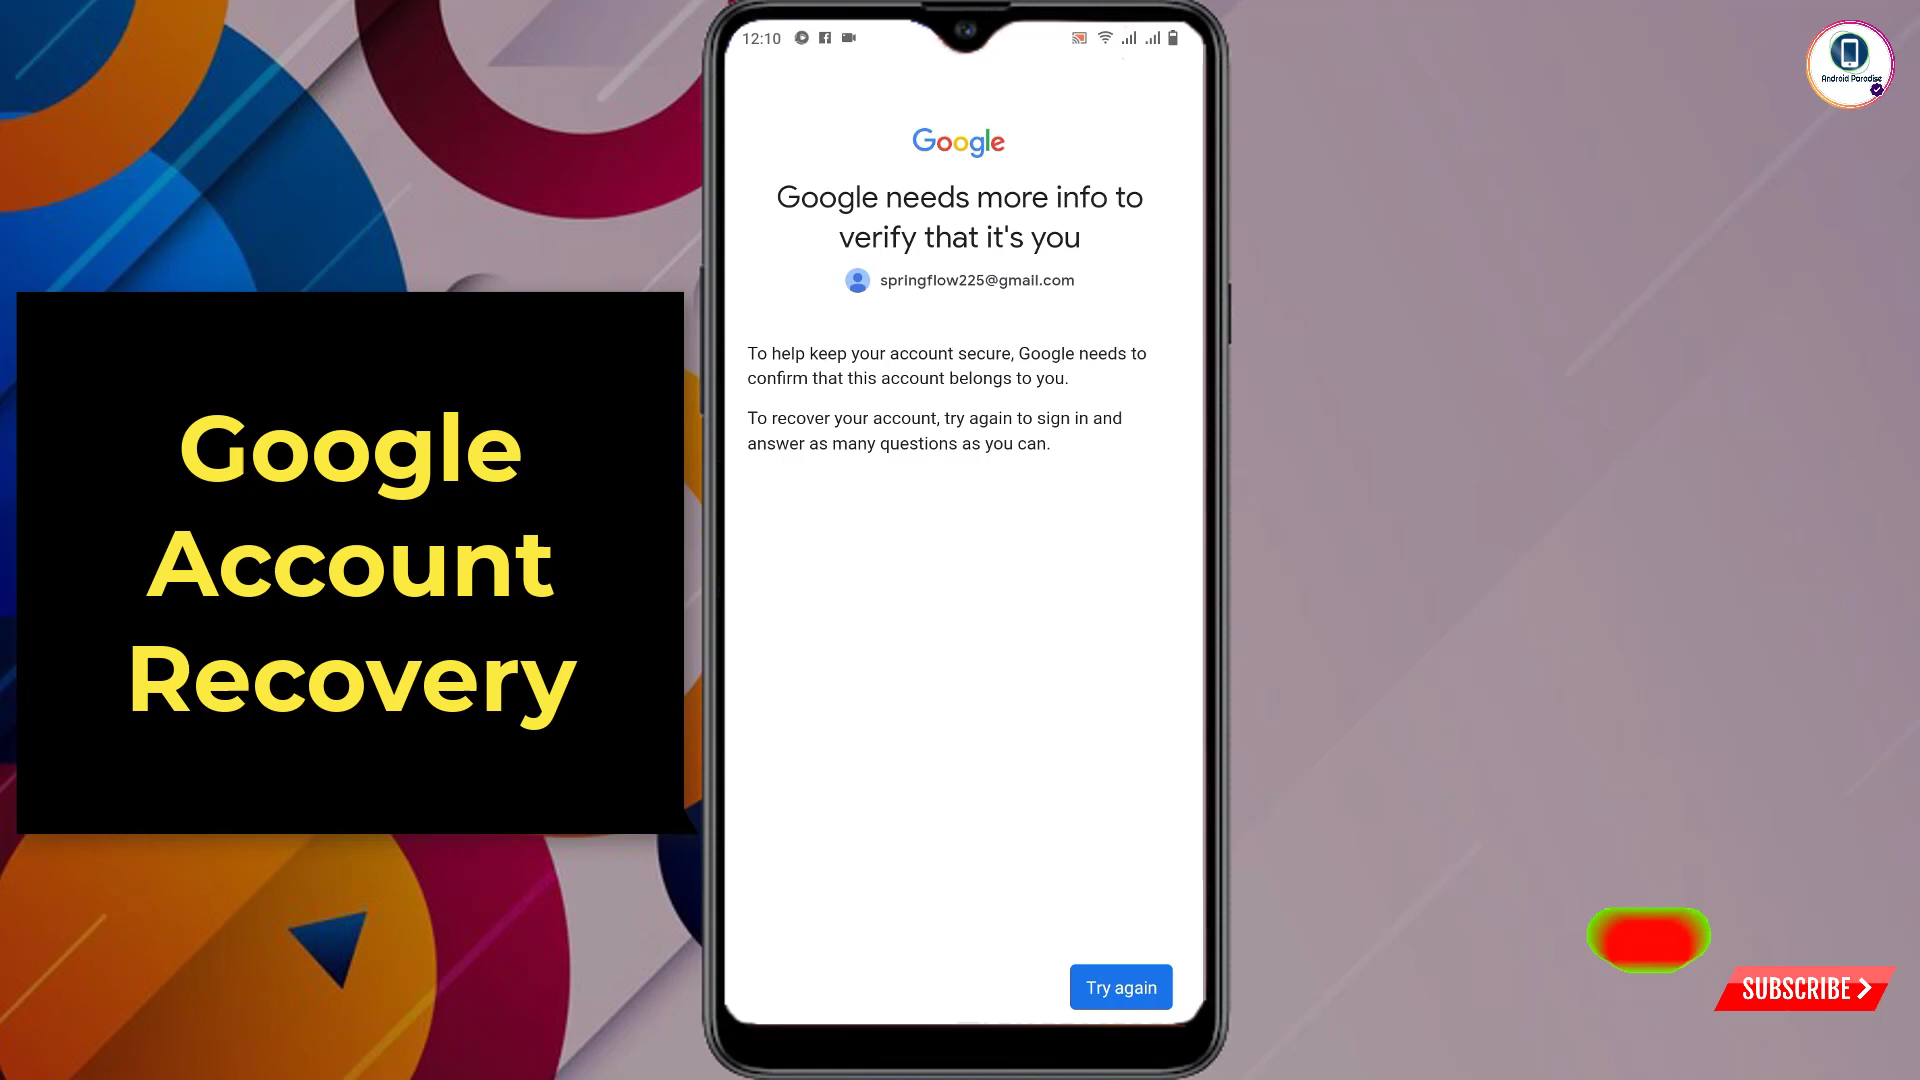 12:10
Android Paradise
Google
Google needs more info to
verify that it's you
springflow225@gmail.com
To help keep your account secure, Google needs to
confirm that this account belongs to you.
To recover your account, try again to sign in and
answer as many questions as you can.
Google
Account
Recovery
Try again
SUBSCRIBE